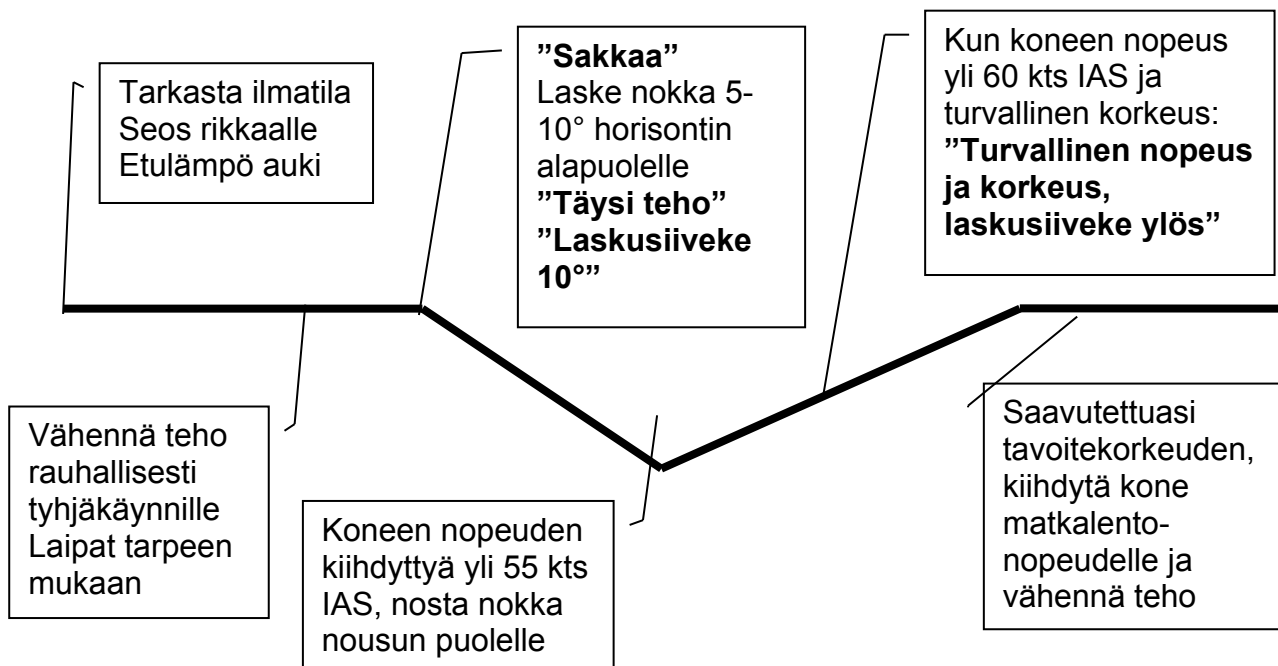 Tarkasta ilmatila
Seos rikkaalle
Etulämpö auki
Vähennä teho
rauhallisesti
tyhjäkäynnille
Laipat tarpeen
mukaan
”Sakkaa”
Laske nokka 5-
10° horisontin
alapuolelle
”Täysi teho”
”Laskusiiveke
10°”
Koneen nopeuden
kiihdyttyä yli 55 kts
IAS, nosta nokka
nousun puolelle
Kun koneen nopeus
yli 60 kts IAS ja
turvallinen korkeus:
”Turvallinen nopeus
ja korkeus,
laskusiiveke ylös”
Saavutettuasi
tavoitekorkeuden,
kiihdytä kone
matkalento-
nopeudelle ja
vähennä teho